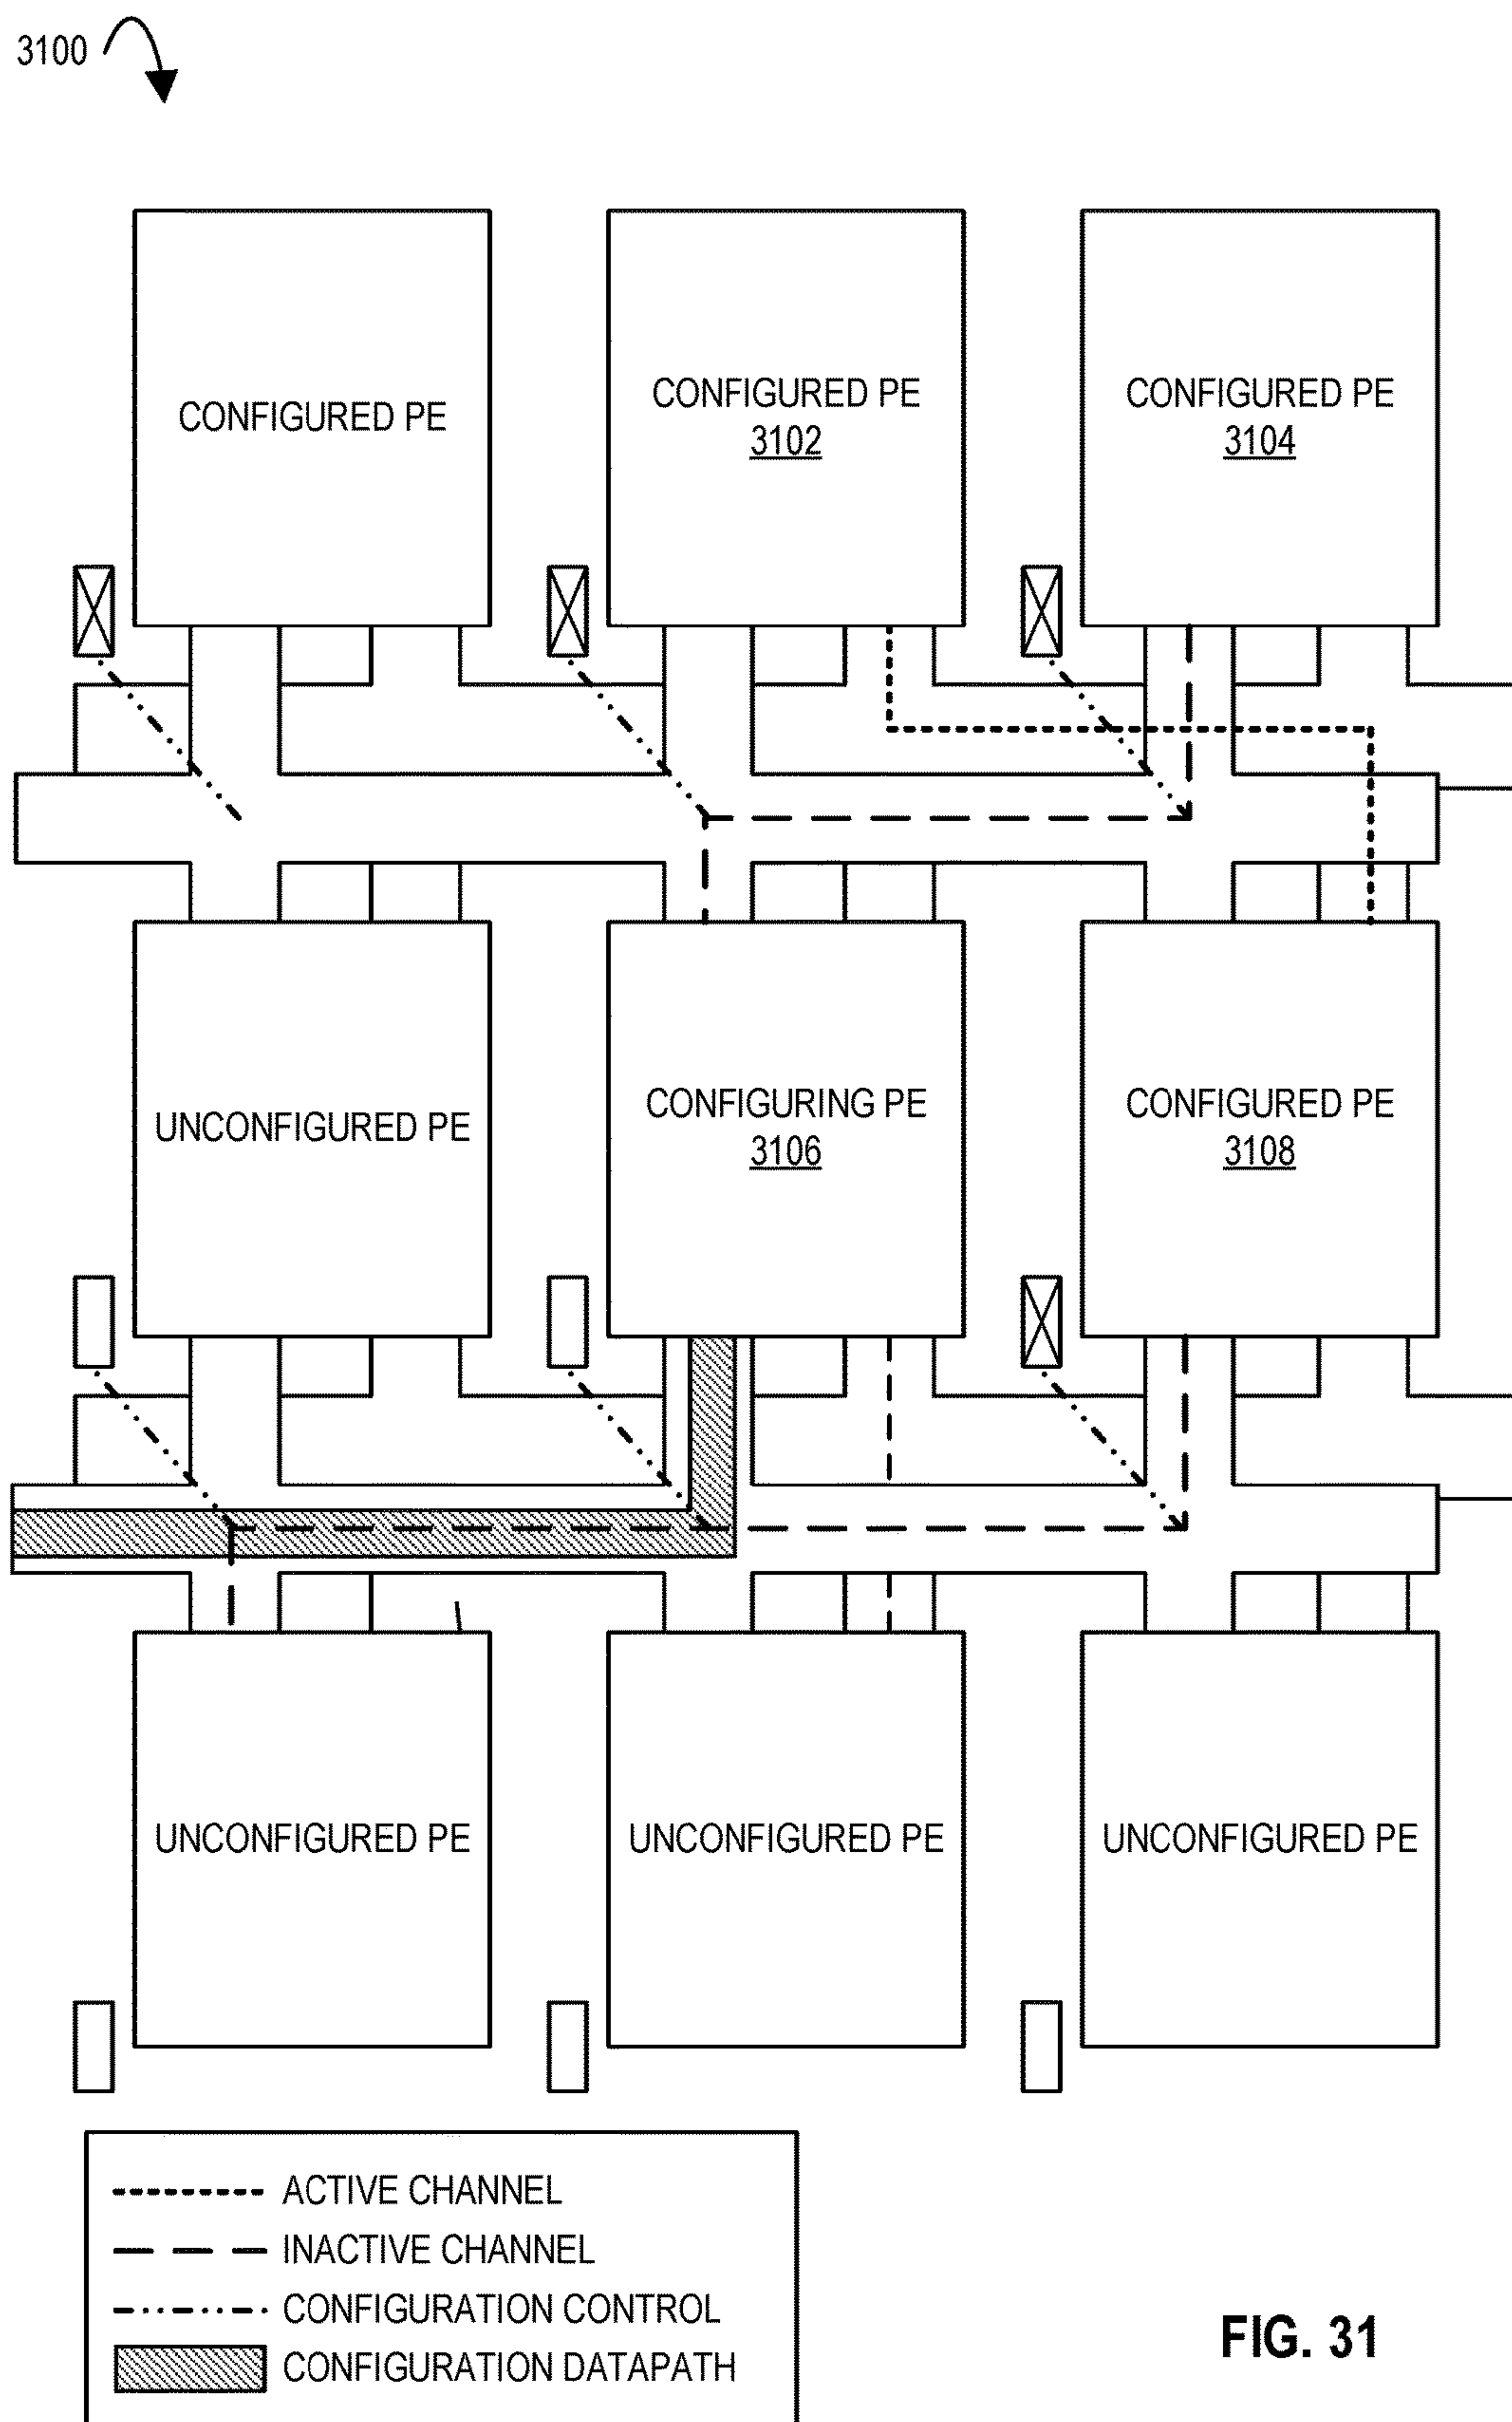 3100
CONFIGURED PE
CONFIGURED PE
3102
CONFIGURED PE
3104
UNCONFIGURED PE
CONFIGURING PE
3106
CONFIGURED PE
3108
UNCONFIGURED PE
UNCONFIGURED PE
UNCONFIGURED PE
ACTIVE CHANNEL
INACTIVE CHANNEL
CONFIGURATION CONTROL
CONFIGURATION DATAPATH
FIG. 31